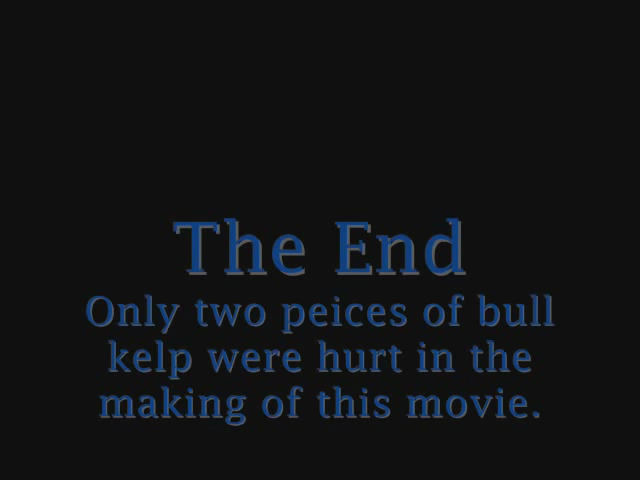 The End
Only two peices of bull
kelp were hurt in the
making of this movie.